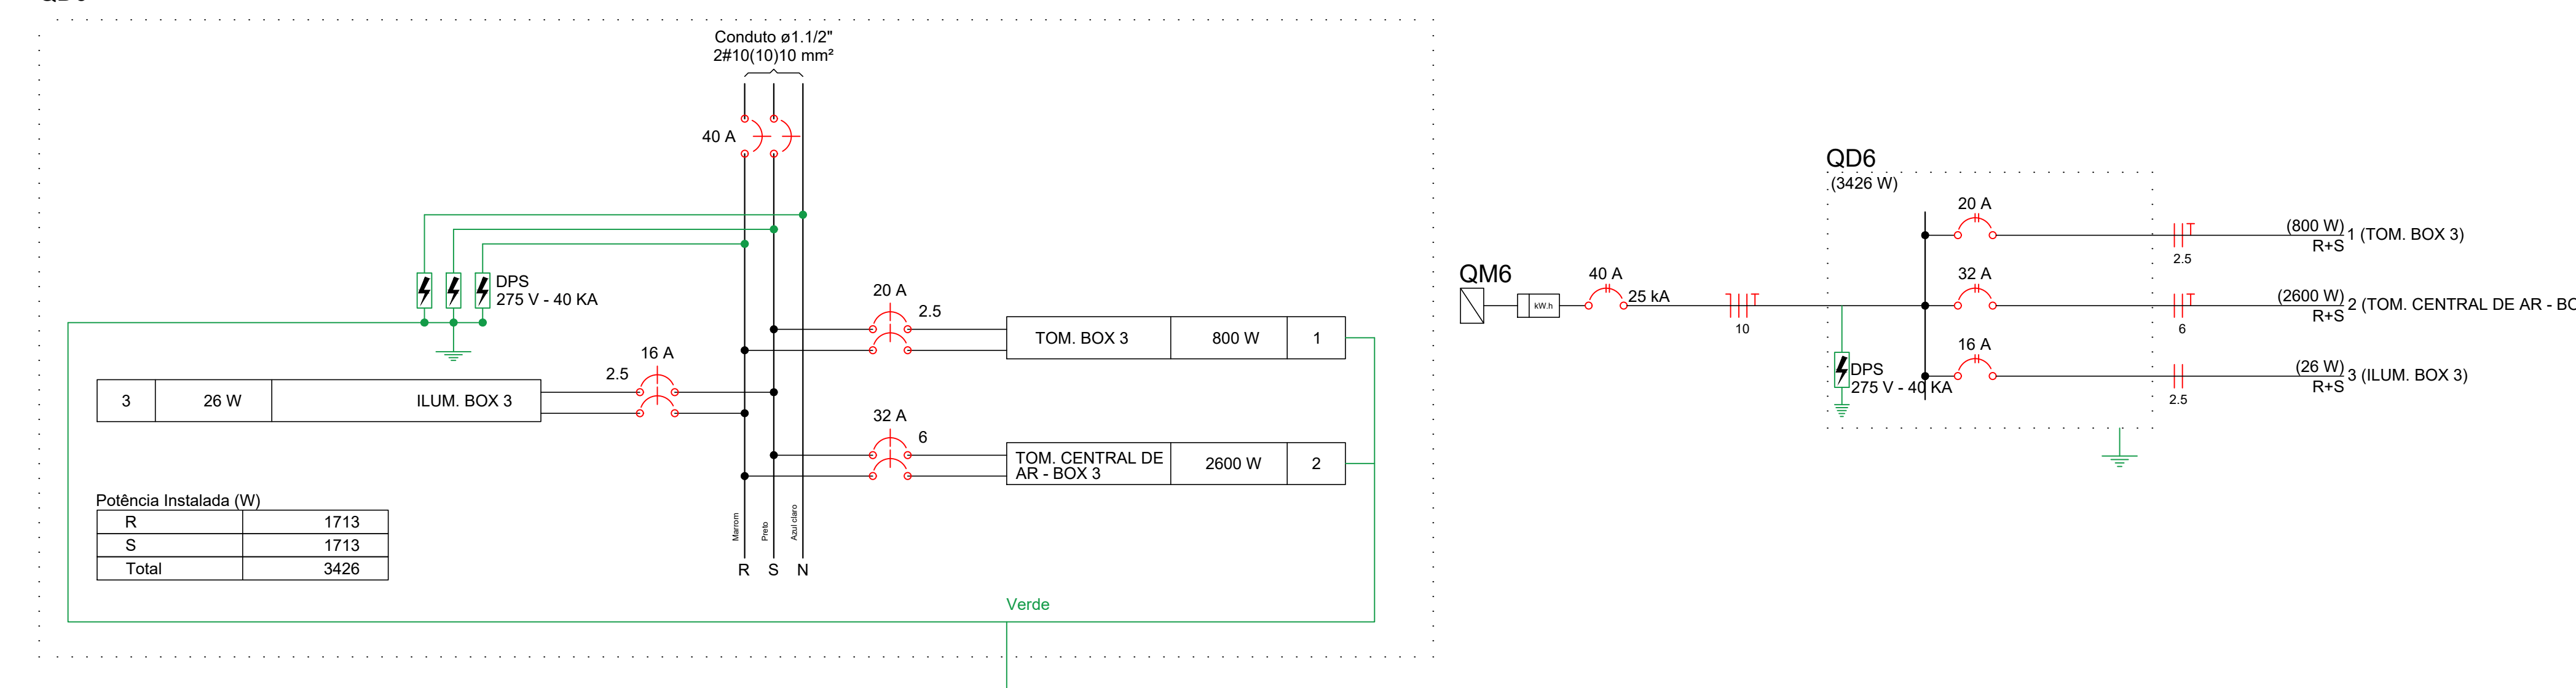 Conduto ø1.1/2"
2#10(10)10 mm²
40 A
DPS
275 V - 40 KA
20 A
2.5
TOM. BOX 3
800 W
1
16 A
2.5
3
26 W
ILUM. BOX 3
32 A
6
TOM. CENTRAL DE
AR - BOX 3
2600 W
2
Potência Instalada (W)
R 1713
S 1713
Total 3426
Marrom
Preto
Azul claro
R S N
Verde
QD6
(3426 W)
QM6
kW.h
40 A
25 kA
10
DPS
275 V - 40 KA
20 A
2.5
(800 W)
R+S
1 (TOM. BOX 3)
32 A
6
(2600 W)
R+S
2 (TOM. CENTRAL DE AR - BO
16 A
2.5
(26 W)
R+S
3 (ILUM. BOX 3)